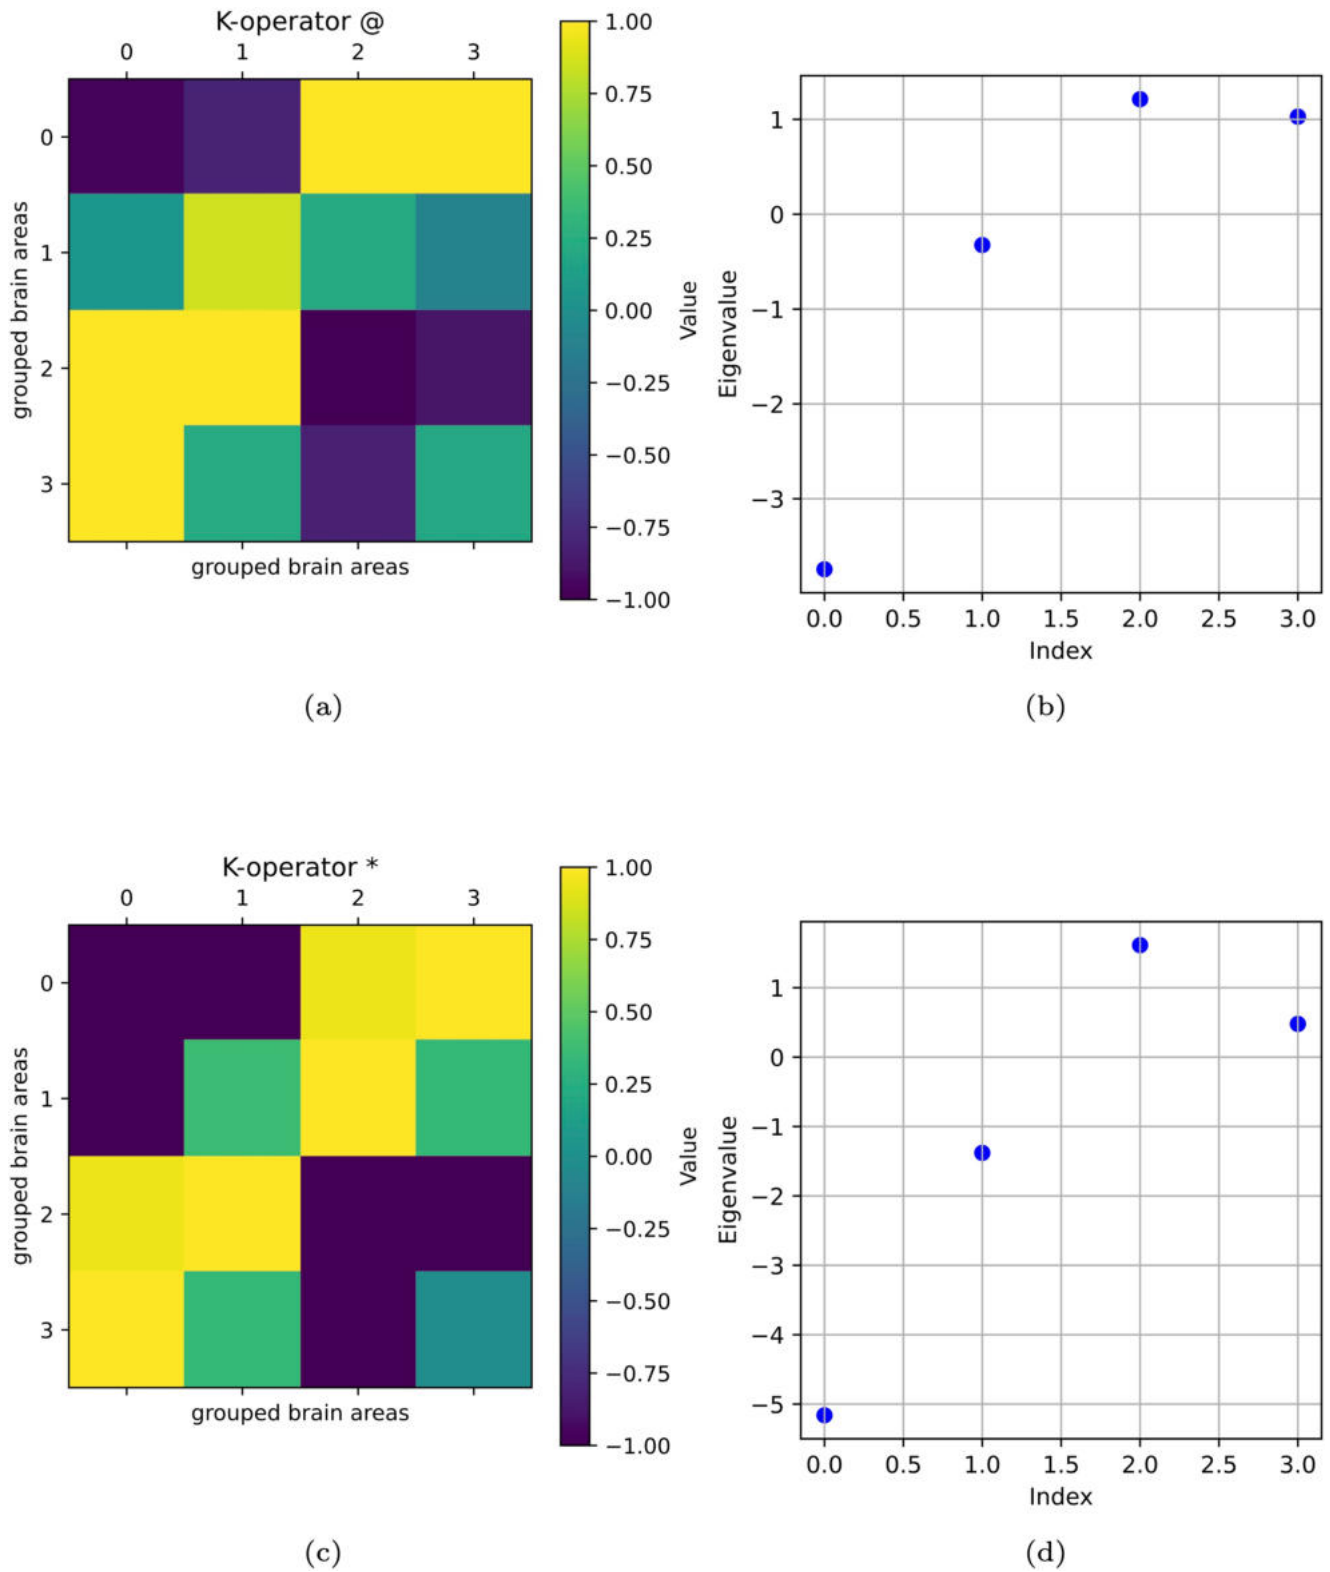 K-operator @
0 1 2 3
0
1
2
3
grouped brain areas
grouped brain areas
1.00
0.75
0.50
0.25
0.00
−0.25
−0.50
−0.75
−1.00
Value
1
0
−1
−2
−3
Eigenvalue
0.0 0.5 1.0 1.5 2.0 2.5 3.0
Index
(a)
(b)
K-operator *
0 1 2 3
0
1
2
3
grouped brain areas
grouped brain areas
1.00
0.75
0.50
0.25
0.00
−0.25
−0.50
−0.75
−1.00
Value
1
0
−1
−2
−3
−4
−5
Eigenvalue
0.0 0.5 1.0 1.5 2.0 2.5 3.0
Index
(c)
(d)